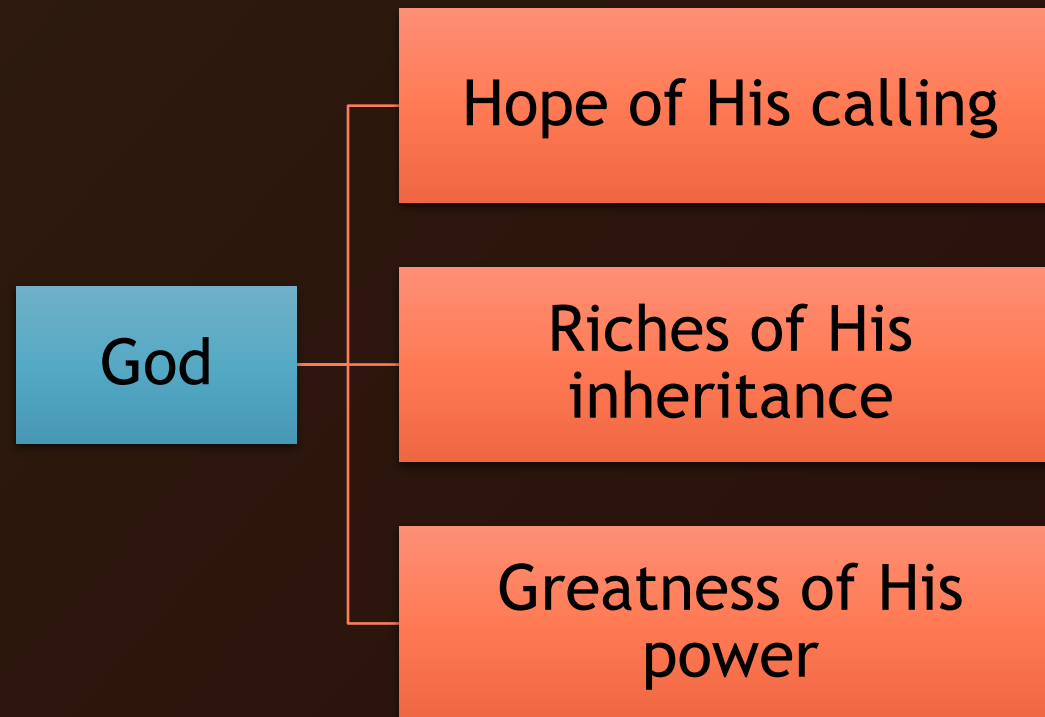 God
Hope of His calling
Riches of His
inheritance
Greatness of His
power